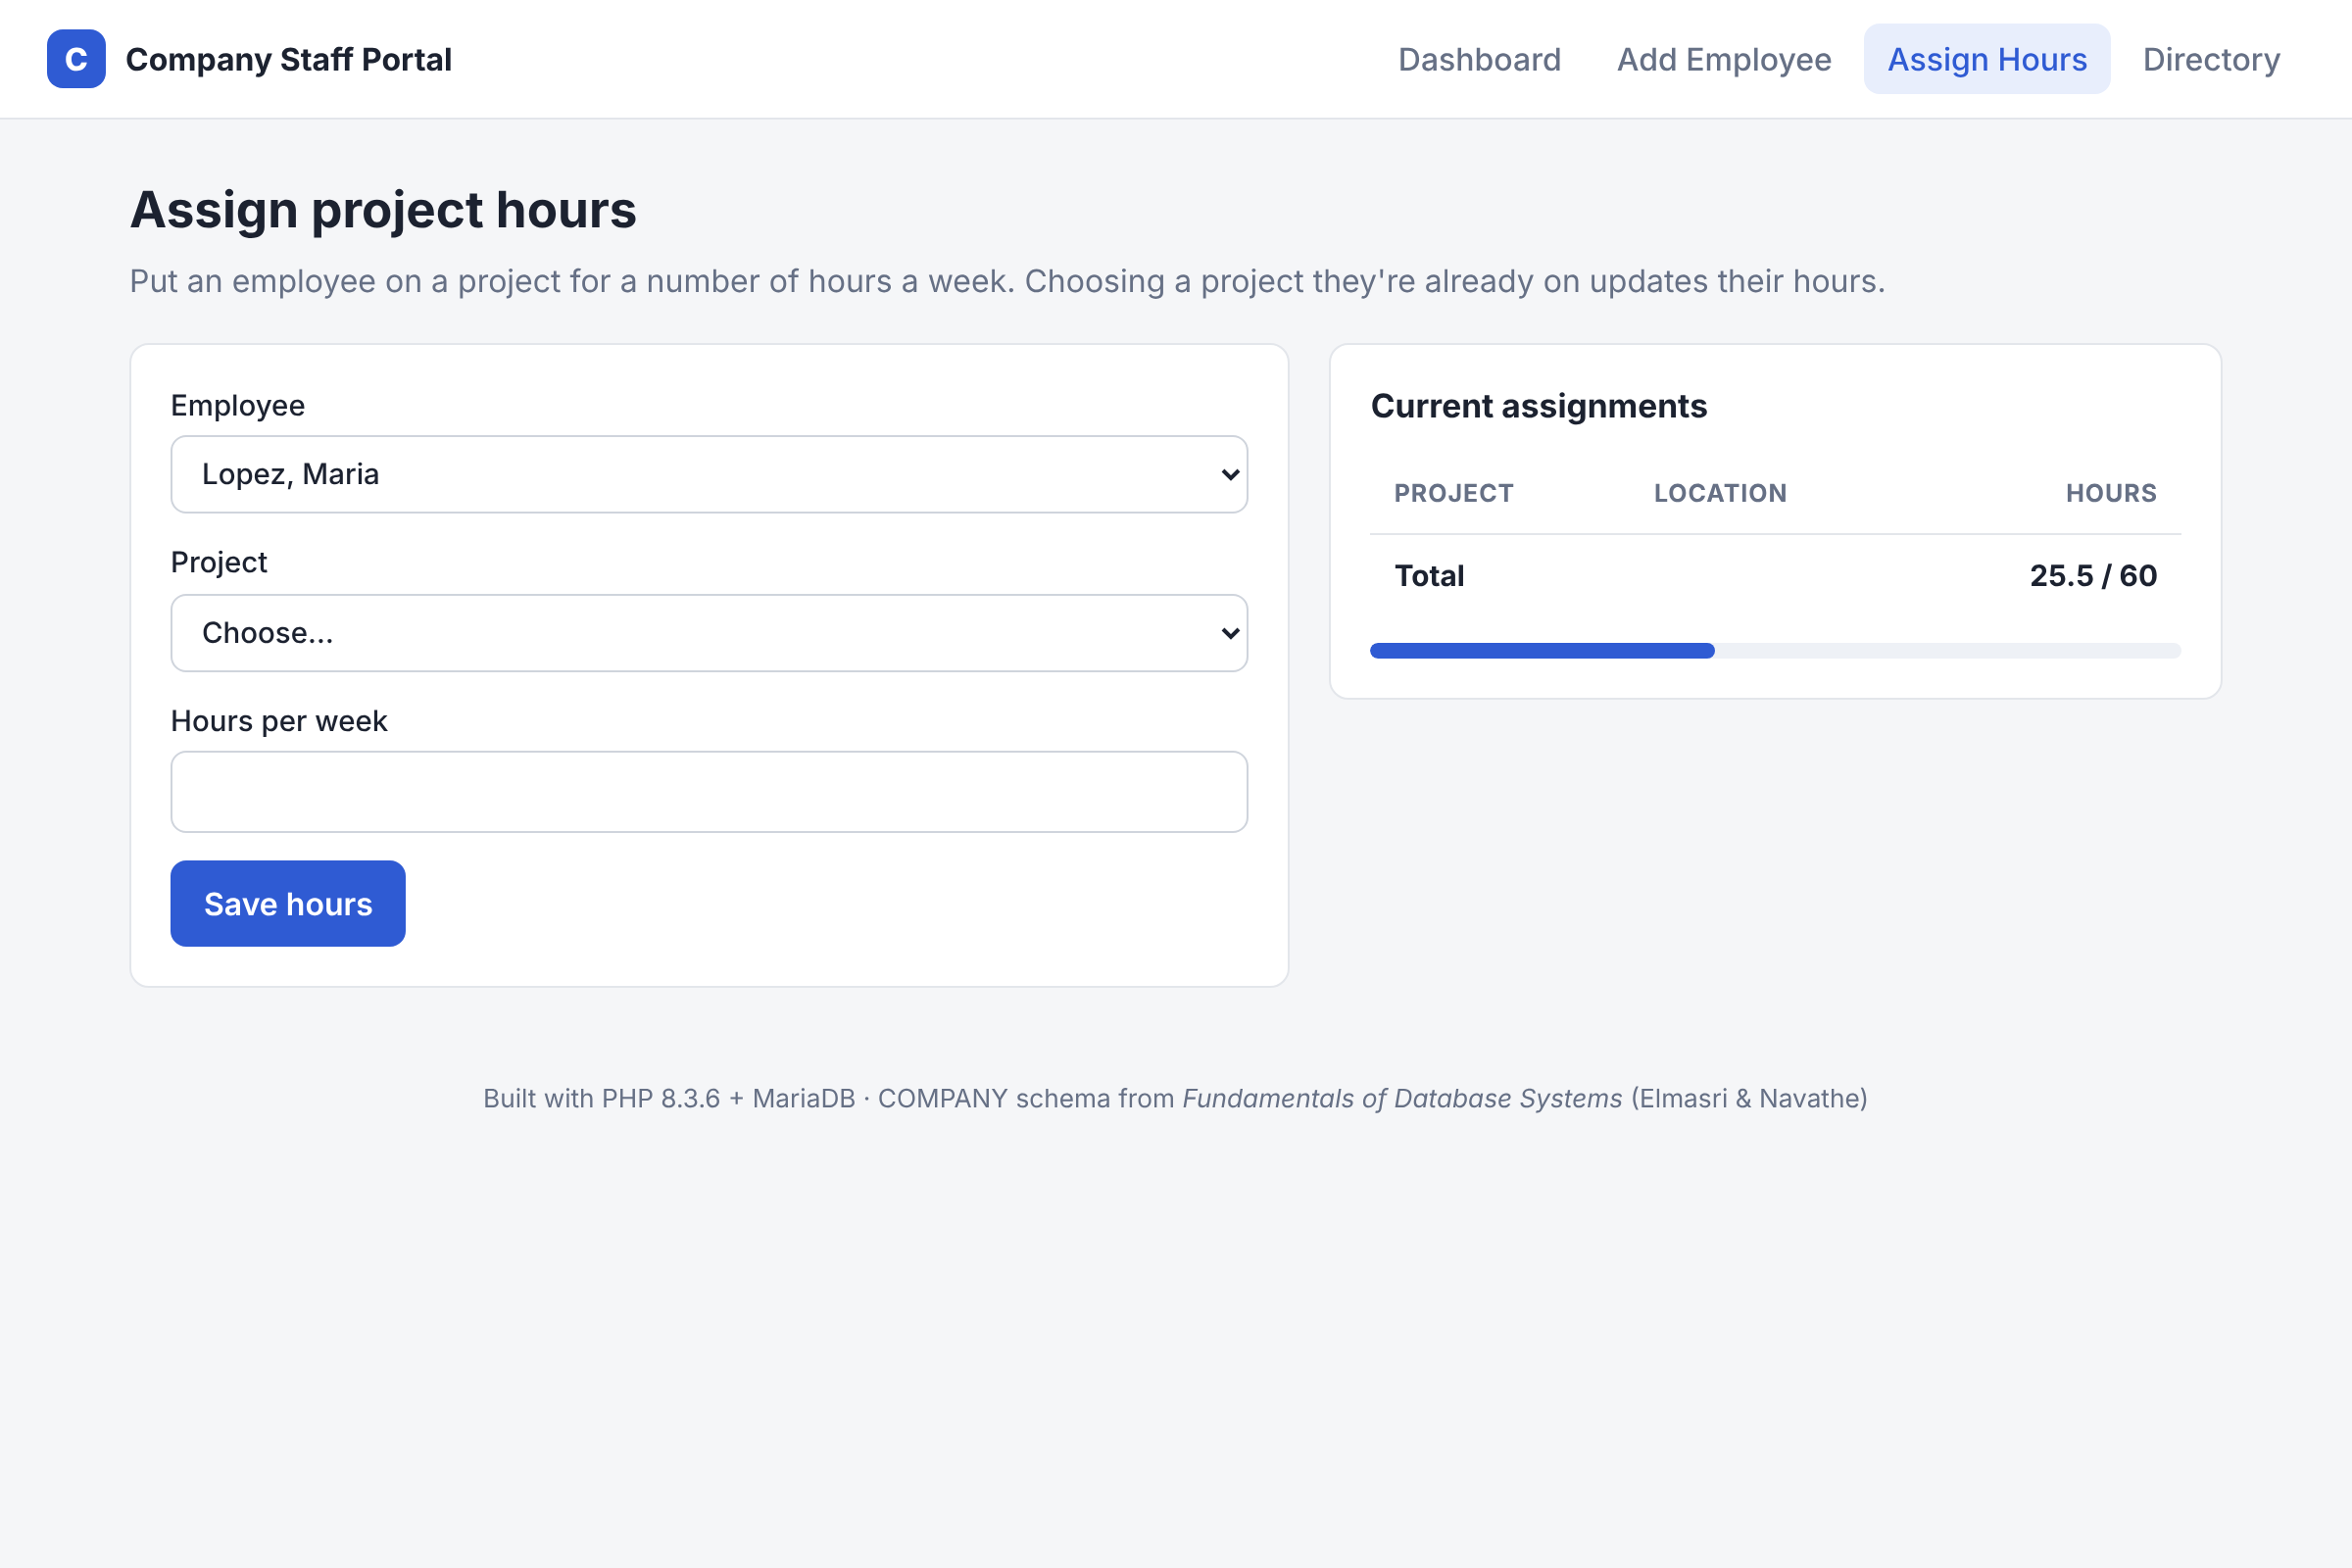 C Company Staff Portal
Dashboard Add Employee Assign Hours Directory
Assign project hours
Put an employee on a project for a number of hours a week. Choosing a project they're already on updates their hours.
Employee
Lopez, Maria
Project
Choose...
Hours per week
Save hours
Current assignments
PROJECT LOCATION HOURS
Total 25.5 / 60
Built with PHP 8.3.6 + MariaDB · COMPANY schema from Fundamentals of Database Systems (Elmasri & Navathe)